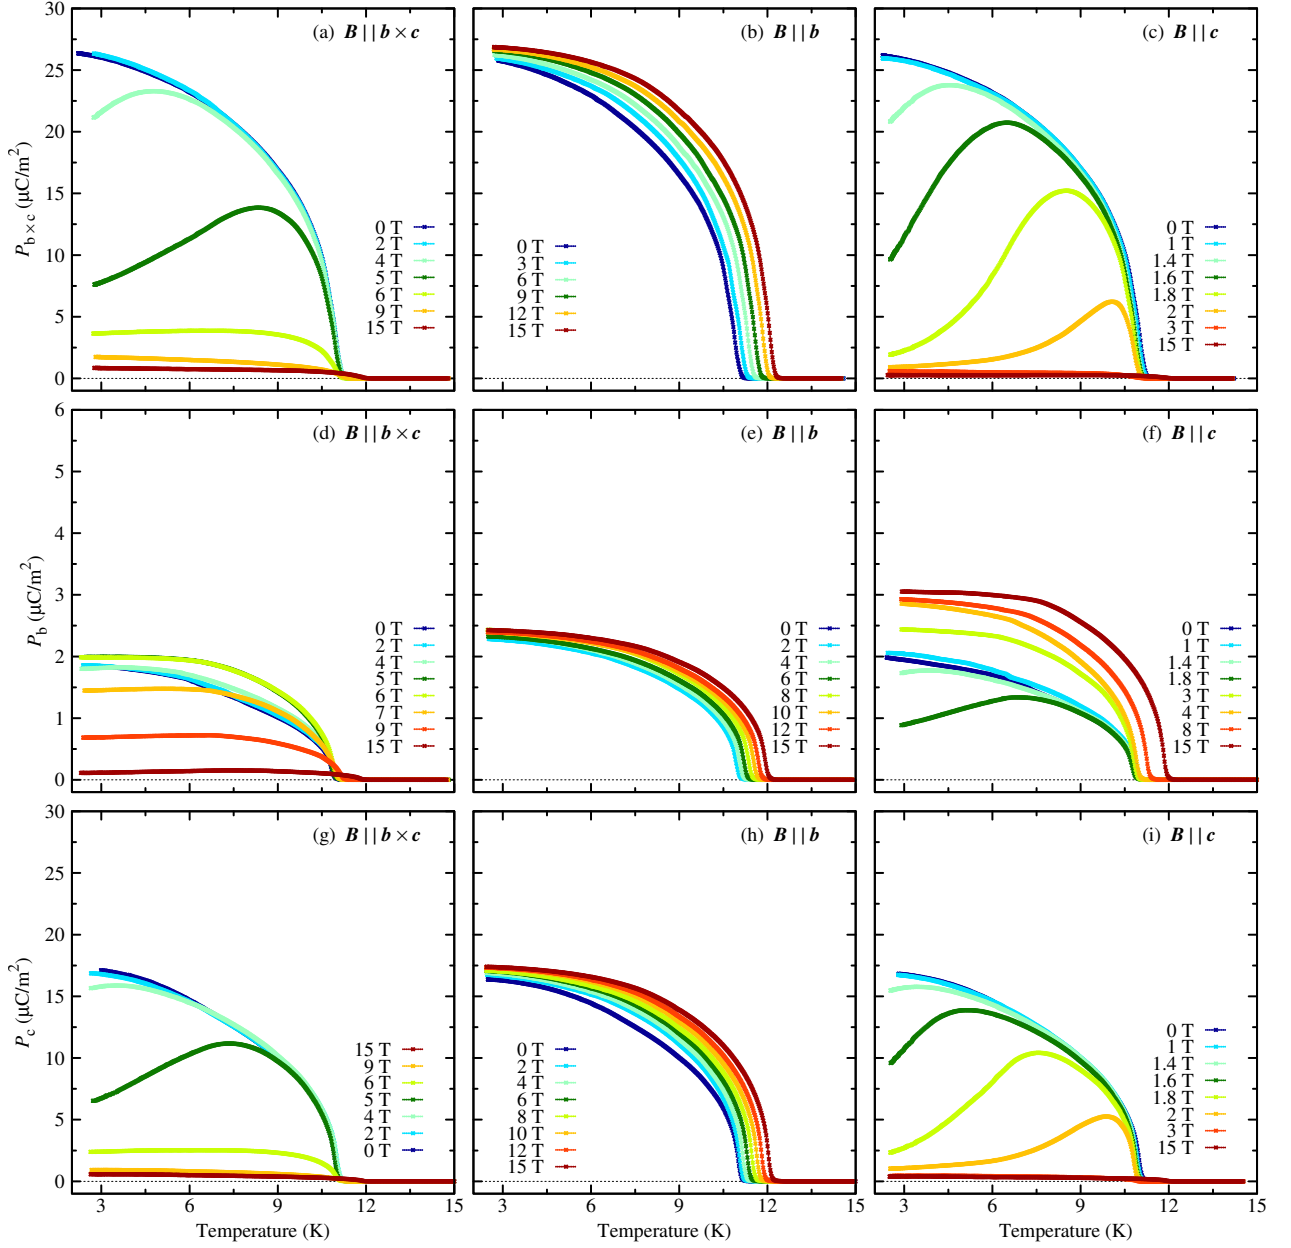 30
25
20
15
10
5
0
P_b×c (μC/m²)
(a) B || b × c
0 T
2 T
4 T
5 T
6 T
9 T
15 T
(b) B || b
0 T
3 T
6 T
9 T
12 T
15 T
(c) B || c
0 T
1 T
1.4 T
1.6 T
1.8 T
2 T
3 T
15 T
6
5
4
3
2
1
0
P_b (μC/m²)
(d) B || b × c
0 T
2 T
4 T
5 T
6 T
7 T
9 T
15 T
(e) B || b
0 T
2 T
4 T
6 T
8 T
10 T
12 T
15 T
(f) B || c
0 T
1 T
1.4 T
1.8 T
3 T
4 T
8 T
15 T
30
25
20
15
10
5
0
P_c (μC/m²)
(g) B || b × c
15 T
9 T
6 T
5 T
4 T
2 T
0 T
(h) B || b
0 T
2 T
4 T
6 T
8 T
10 T
12 T
15 T
(i) B || c
0 T
1 T
1.4 T
1.6 T
1.8 T
2 T
3 T
15 T
3 6 9 12 15
3 6 9 12 15
3 6 9 12 15
Temperature (K)
Temperature (K)
Temperature (K)